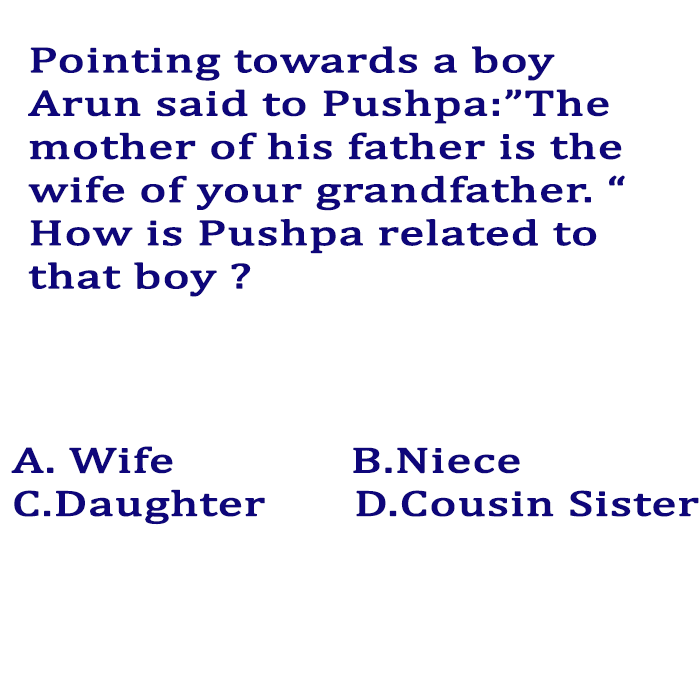 Pointing towards a boy
Arun said to Pushpa:”The
mother of his father is the
wife of your grandfather. “
How is Pushpa related to
that boy ?
A. Wife B.Niece
C.Daughter D.Cousin Sister